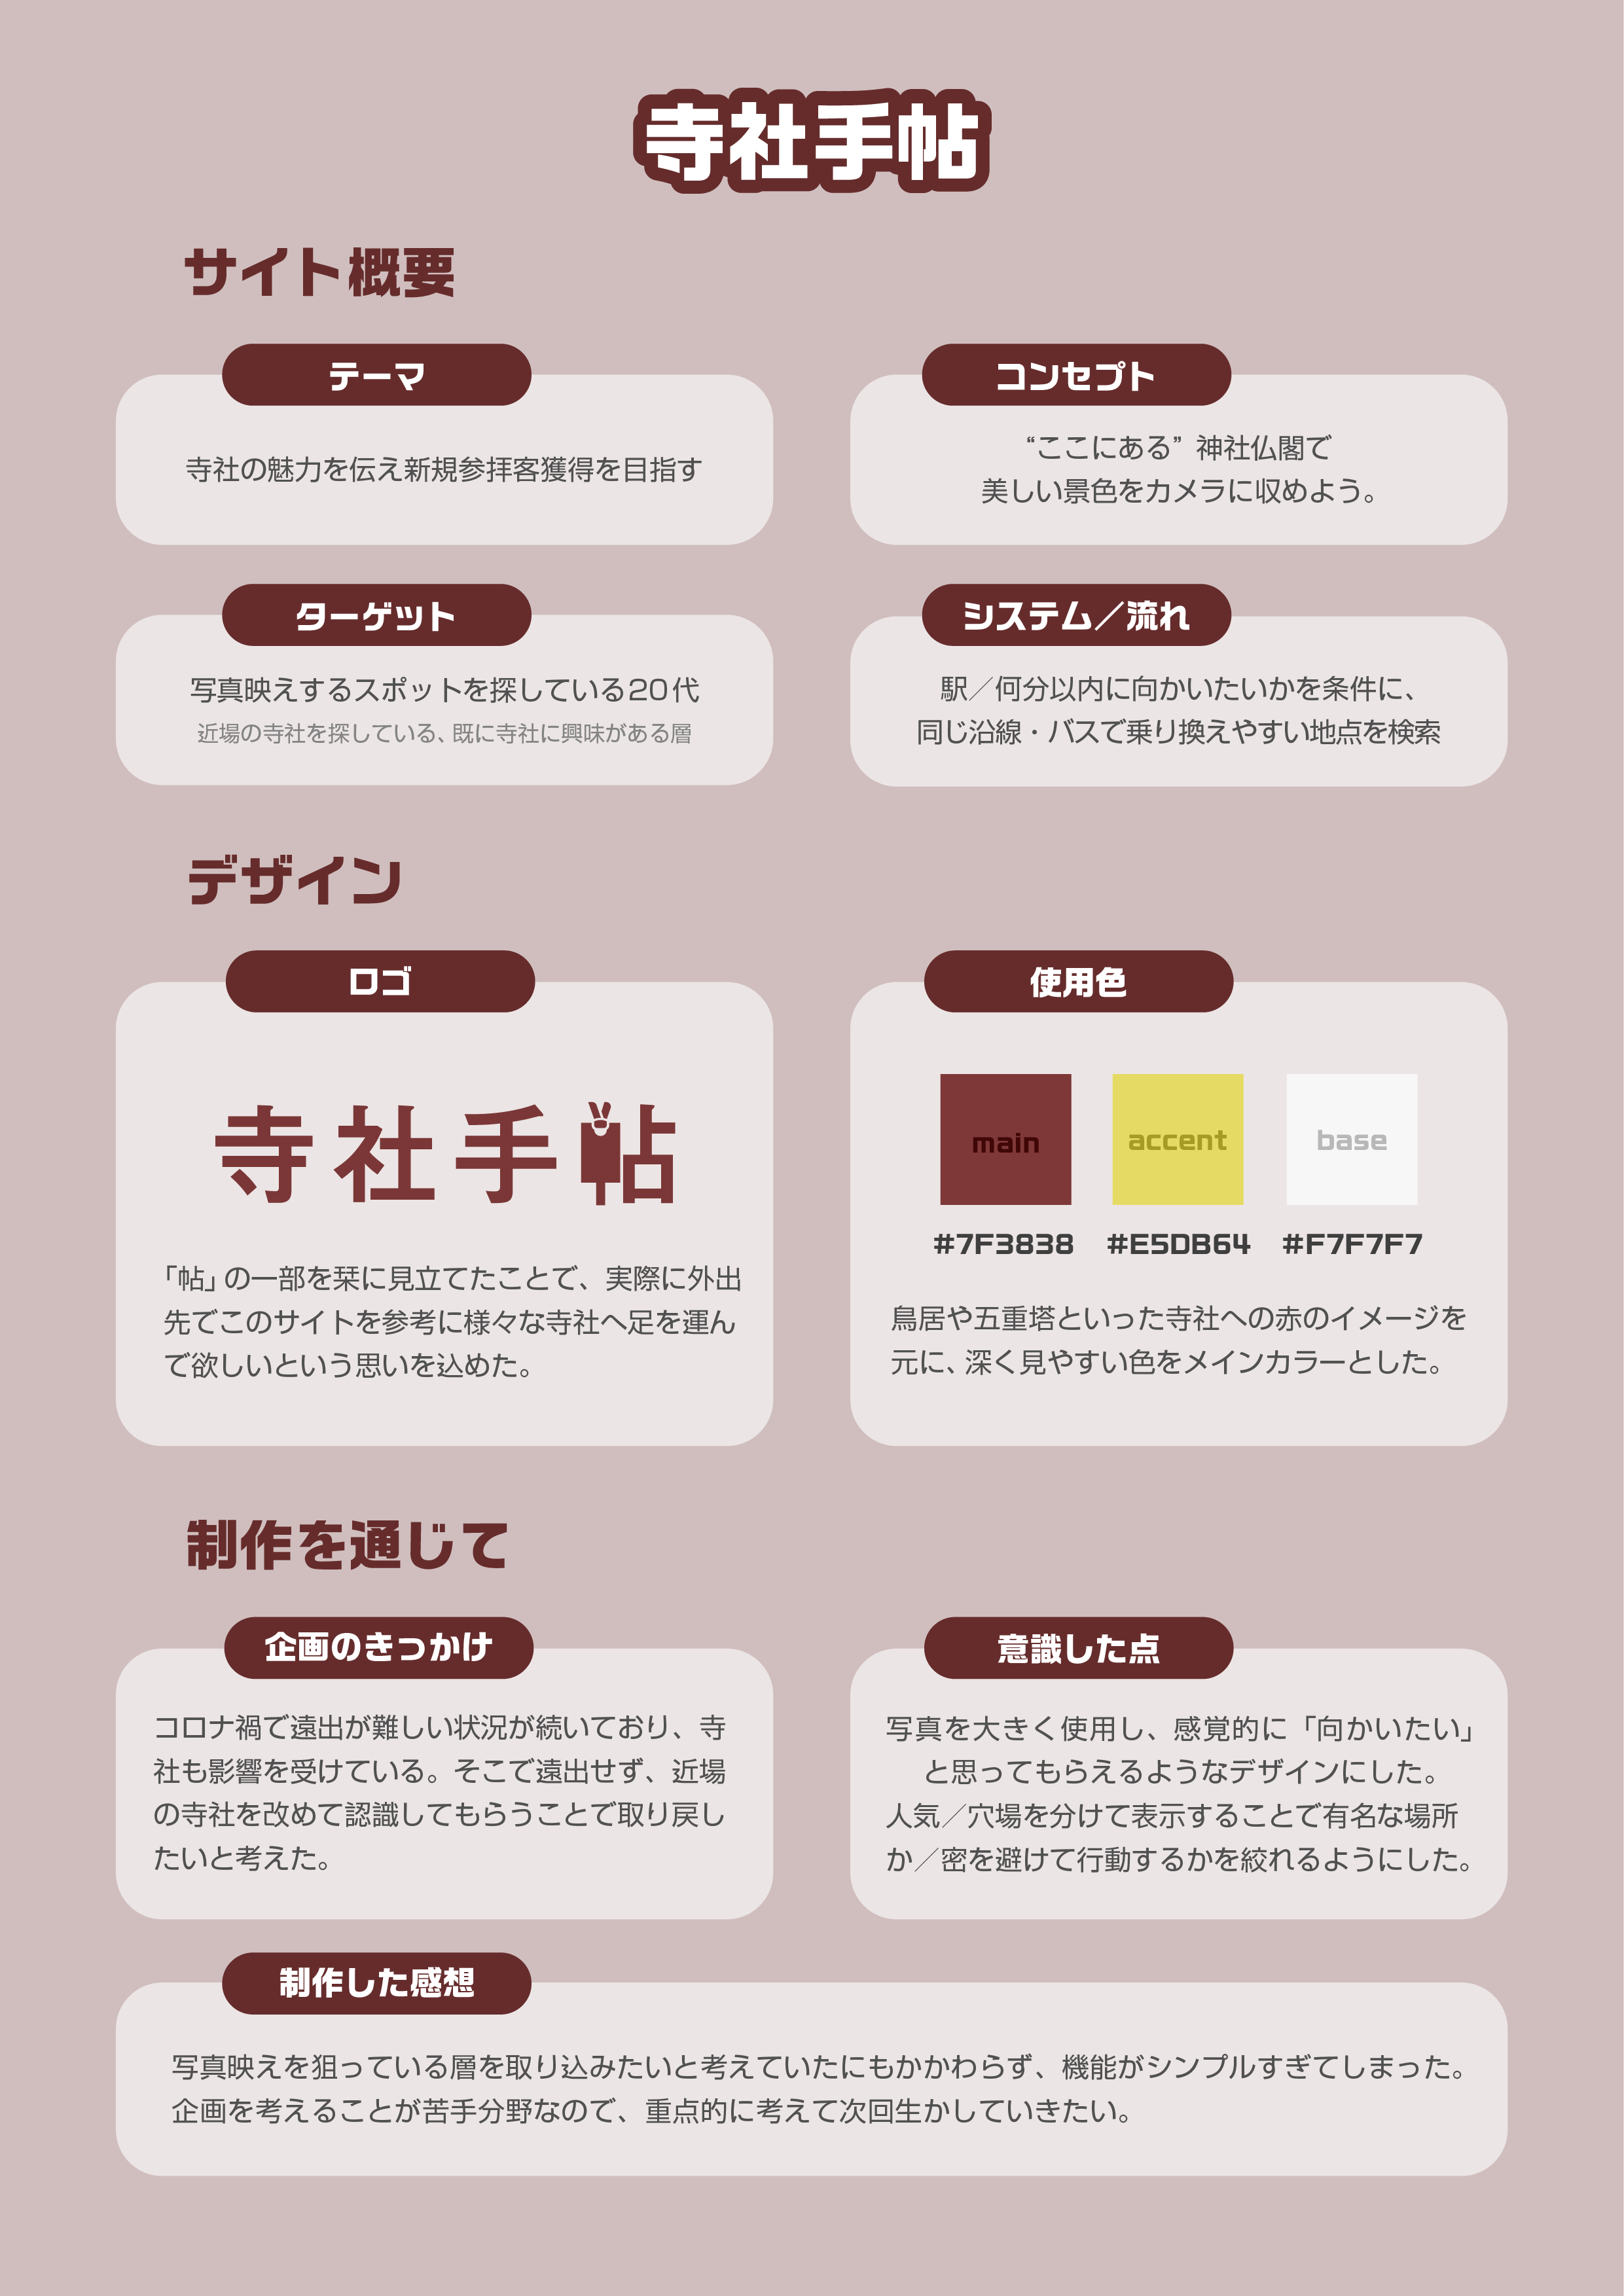 寺社手帖
サイト概要
テーマ
寺社の魅力を伝え新規参拝客獲得を目指す
コンセプト
“ここにある”神社仏閣で
美しい景色をカメラに収めよう。
ターゲット
写真映えするスポットを探している20代
近場の寺社を探している、既に寺社に興味がある層
システム／流れ
駅／何分以内に向かいたいかを条件に、
同じ沿線・バスで乗り換えやすい地点を検索
デザイン
ロゴ
寺社手帖
「帖」の一部を栞に見立てたことで、実際に外出
先でこのサイトを参考に様々な寺社へ足を運ん
で欲しいという思いを込めた。
使用色
main
accent
base
#7F3838
#E5DB64
#F7F7F7
鳥居や五重塔といった寺社への赤のイメージを
元に、深く見やすい色をメインカラーとした。
制作を通じて
企画のきっかけ
コロナ禍で遠出が難しい状況が続いており、寺
社も影響を受けている。そこで遠出せず、近場
の寺社を改めて認識してもらうことで取り戻し
たいと考えた。
意識した点
写真を大きく使用し、感覚的に「向かいたい」
と思ってもらえるようなデザインにした。
人気／穴場を分けて表示することで有名な場所
か／密を避けて行動するかを絞れるようにした。
制作した感想
写真映えを狙っている層を取り込みたいと考えていたにもかかわらず、機能がシンプルすぎてしまった。
企画を考えることが苦手分野なので、重点的に考えて次回生かしていきたい。